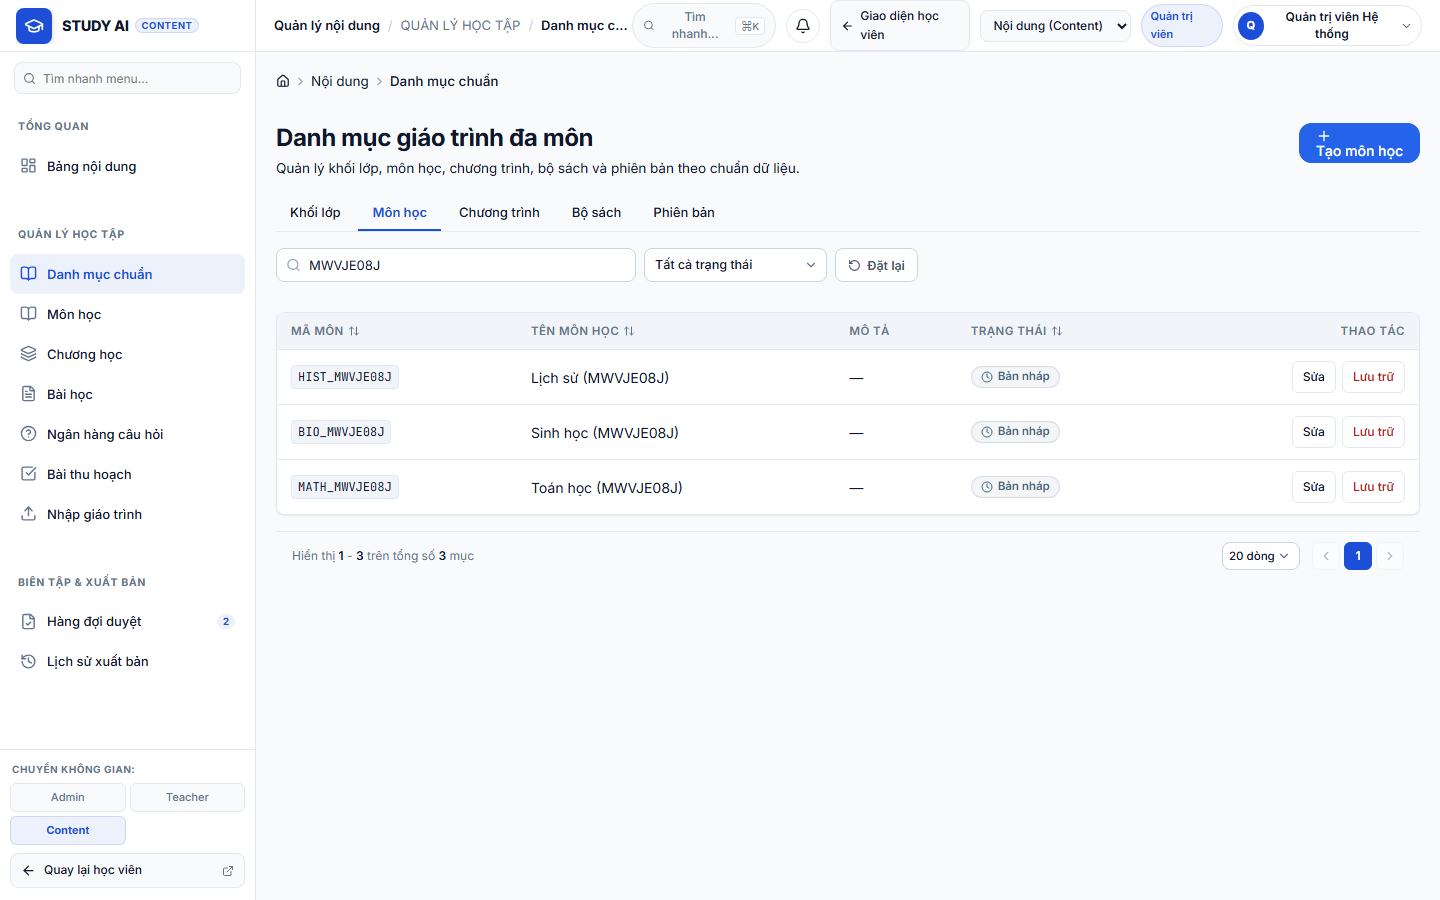 STUDY AI CONTENT
Quản lý nội dung / QUẢN LÝ HỌC TẬP / Danh mục c...
Tìm nhanh... ⌘K
Giao diện học viên
Nội dung (Content)
Quản trị viên
Q Quản trị viên Hệ thống
Tìm nhanh menu...
TỔNG QUAN
Bảng nội dung
QUẢN LÝ HỌC TẬP
Danh mục chuẩn
Môn học
Chương học
Bài học
Ngân hàng câu hỏi
Bài thu hoạch
Nhập giáo trình
BIÊN TẬP & XUẤT BẢN
Hàng đợi duyệt 2
Lịch sử xuất bản
CHUYỂN KHÔNG GIAN:
Admin Teacher
Content
Quay lại học viên
Nội dung > Danh mục chuẩn
Danh mục giáo trình đa môn
Quản lý khối lớp, môn học, chương trình, bộ sách và phiên bản theo chuẩn dữ liệu.
+ Tạo môn học
Khối lớp Môn học Chương trình Bộ sách Phiên bản
MWVJE08J Tất cả trạng thái Đặt lại
MÃ MÔN TÊN MÔN HỌC MÔ TẢ TRẠNG THÁI THAO TÁC
HIST_MWVJE08J Lịch sử (MWVJE08J) — Bản nháp Sửa Lưu trữ
BIO_MWVJE08J Sinh học (MWVJE08J) — Bản nháp Sửa Lưu trữ
MATH_MWVJE08J Toán học (MWVJE08J) — Bản nháp Sửa Lưu trữ
Hiển thị 1 - 3 trên tổng số 3 mục
20 dòng 1